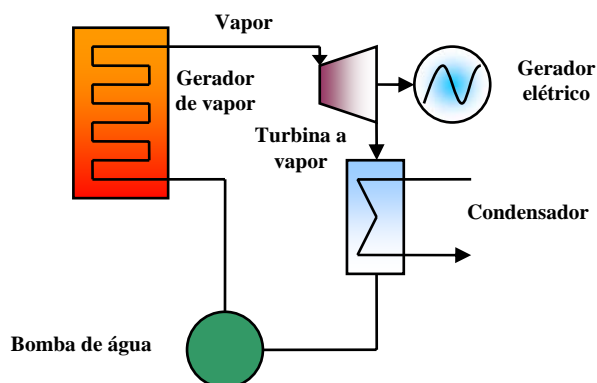 Vapor
Gerador
de vapor
Gerador
elétrico
Turbina a
vapor
Condensador
Bomba de água